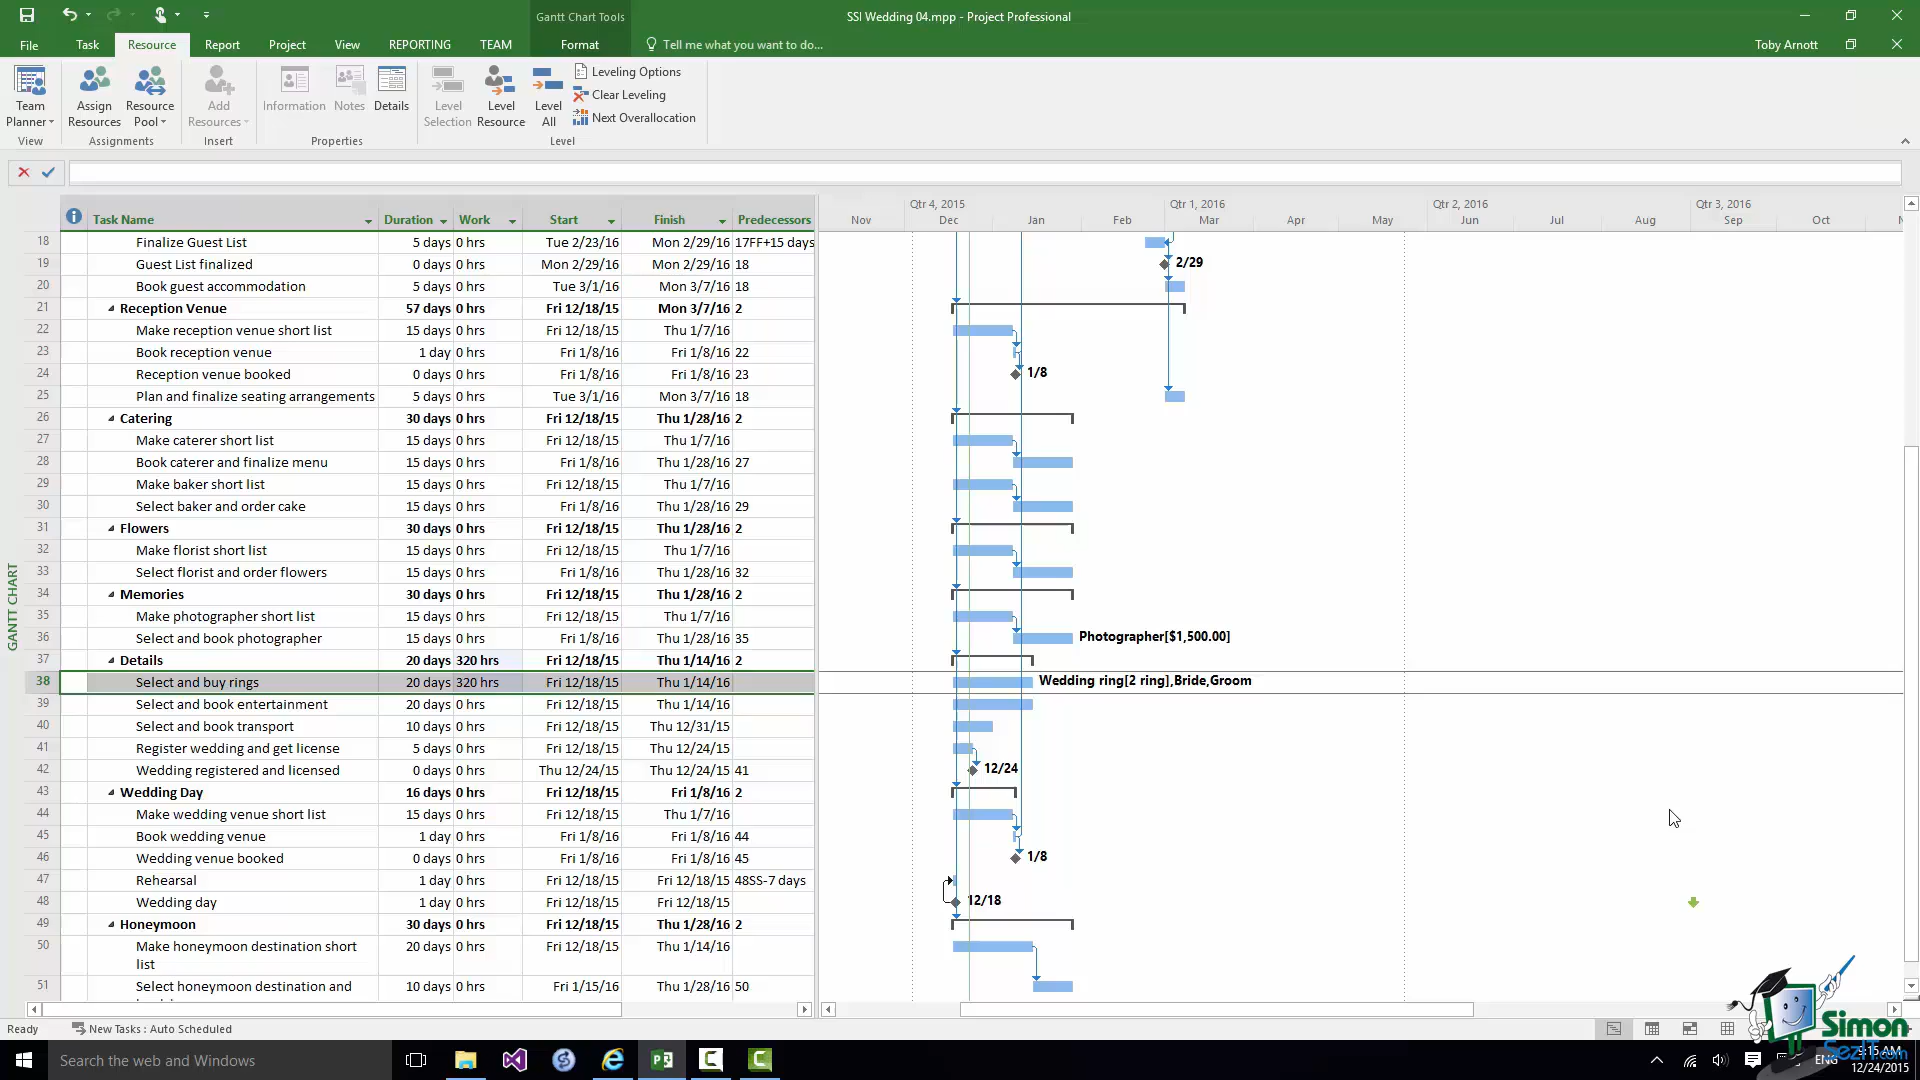 Gantt Chart Tools
SSI Wedding 04.mpp - Project Professional
File Task Resource Report Project View REPORTING TEAM Format Tell me what you want to do... Toby Arnott
Leveling Options
Clear Leveling
Next Overallocation
Team Planner Assign Resources Resource Pool Add Resources Information Notes Details Level Selection Level Resource Level All
View Assignments Insert Properties Level
Qtr 4, 2015 Qtr 1, 2016 Qtr 2, 2016 Qtr 3, 2016
Task Name Duration Work Start Finish Predecessors Nov Dec Jan Feb Mar Apr May Jun Jul Aug Sep Oct
18 Finalize Guest List 5 days 0 hrs Tue 2/23/16 Mon 2/29/16 17FF+15 days
19 Guest List finalized 0 days 0 hrs Mon 2/29/16 Mon 2/29/16 18 2/29
20 Book guest accommodation 5 days 0 hrs Tue 3/1/16 Mon 3/7/16 18
21 Reception Venue 57 days 0 hrs Fri 12/18/15 Mon 3/7/16 2
22 Make reception venue short list 15 days 0 hrs Fri 12/18/15 Thu 1/7/16
23 Book reception venue 1 day 0 hrs Fri 1/8/16 Fri 1/8/16 22
24 Reception venue booked 0 days 0 hrs Fri 1/8/16 Fri 1/8/16 23 1/8
25 Plan and finalize seating arrangements 5 days 0 hrs Tue 3/1/16 Mon 3/7/16 18
26 Catering 30 days 0 hrs Fri 12/18/15 Thu 1/28/16 2
27 Make caterer short list 15 days 0 hrs Fri 12/18/15 Thu 1/7/16
28 Book caterer and finalize menu 15 days 0 hrs Fri 1/8/16 Thu 1/28/16 27
29 Make baker short list 15 days 0 hrs Fri 12/18/15 Thu 1/7/16
30 Select baker and order cake 15 days 0 hrs Fri 1/8/16 Thu 1/28/16 29
31 Flowers 30 days 0 hrs Fri 12/18/15 Thu 1/28/16 2
32 Make florist short list 15 days 0 hrs Fri 12/18/15 Thu 1/7/16
33 Select florist and order flowers 15 days 0 hrs Fri 1/8/16 Thu 1/28/16 32
34 Memories 30 days 0 hrs Fri 12/18/15 Thu 1/28/16 2
35 Make photographer short list 15 days 0 hrs Fri 12/18/15 Thu 1/7/16
36 Select and book photographer 15 days 0 hrs Fri 1/8/16 Thu 1/28/16 35 Photographer[$1,500.00]
37 Details 20 days 320 hrs Fri 12/18/15 Thu 1/14/16 2
38 Select and buy rings 20 days 320 hrs Fri 12/18/15 Thu 1/14/16 Wedding ring[2 ring],Bride,Groom
39 Select and book entertainment 20 days 0 hrs Fri 12/18/15 Thu 1/14/16
40 Select and book transport 10 days 0 hrs Fri 12/18/15 Thu 12/31/15
41 Register wedding and get license 5 days 0 hrs Fri 12/18/15 Thu 12/24/15
42 Wedding registered and licensed 0 days 0 hrs Thu 12/24/15 Thu 12/24/15 41 12/24
43 Wedding Day 16 days 0 hrs Fri 12/18/15 Fri 1/8/16 2
44 Make wedding venue short list 15 days 0 hrs Fri 12/18/15 Thu 1/7/16
45 Book wedding venue 1 day 0 hrs Fri 1/8/16 Fri 1/8/16 44
46 Wedding venue booked 0 days 0 hrs Fri 1/8/16 Fri 1/8/16 45 1/8
47 Rehearsal 1 day 0 hrs Fri 12/18/15 Fri 12/18/15 48SS-7 days
48 Wedding day 1 day 0 hrs Fri 12/18/15 Fri 12/18/15 12/18
49 Honeymoon 30 days 0 hrs Fri 12/18/15 Thu 1/28/16 2
50 Make honeymoon destination short list 20 days 0 hrs Fri 12/18/15 Thu 1/14/16
51 Select honeymoon destination and 10 days 0 hrs Fri 1/15/16 Thu 1/28/16 50
GANTT CHART
Ready New Tasks : Auto Scheduled
Simon
SezIT.com
Search the web and Windows
ENG
12/24/2015